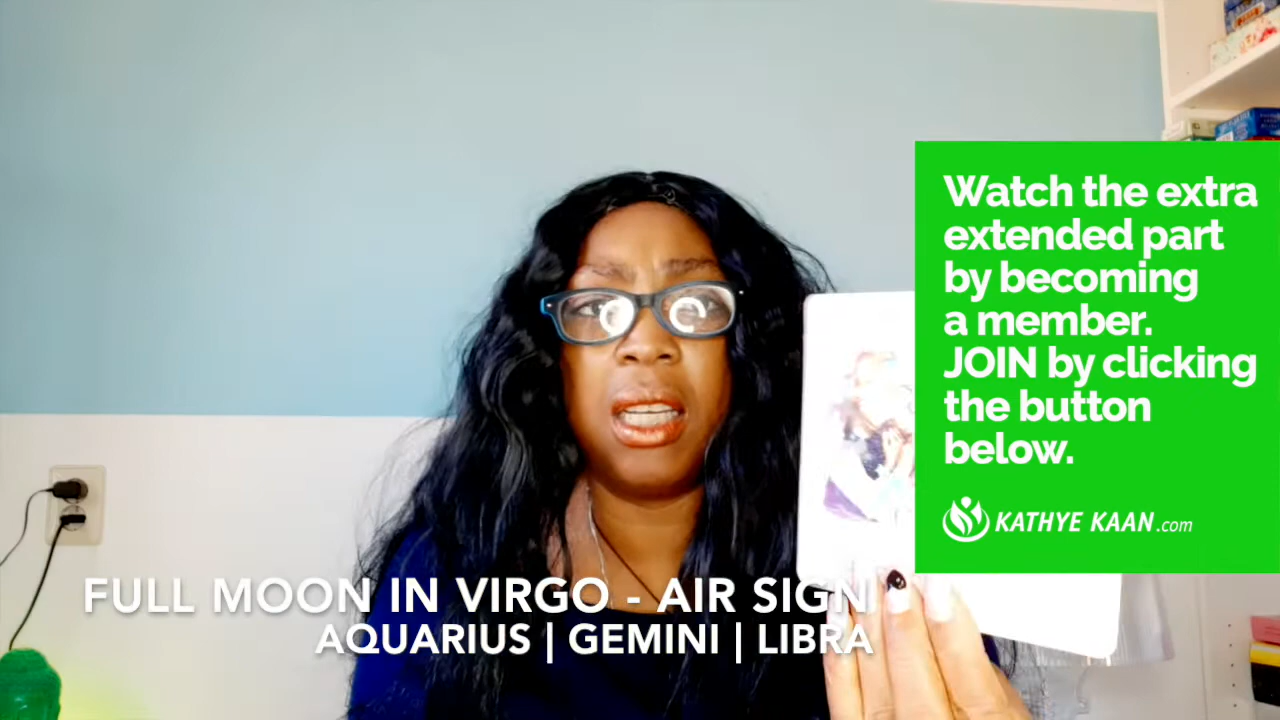 Watch the extra
extended part
by becoming
a member.
JOIN by clicking
the button
below.
KATHYE KAAN.com
FULL MOON IN VIRGO - AIR SIGN
AQUARIUS | GEMINI | LIBRA